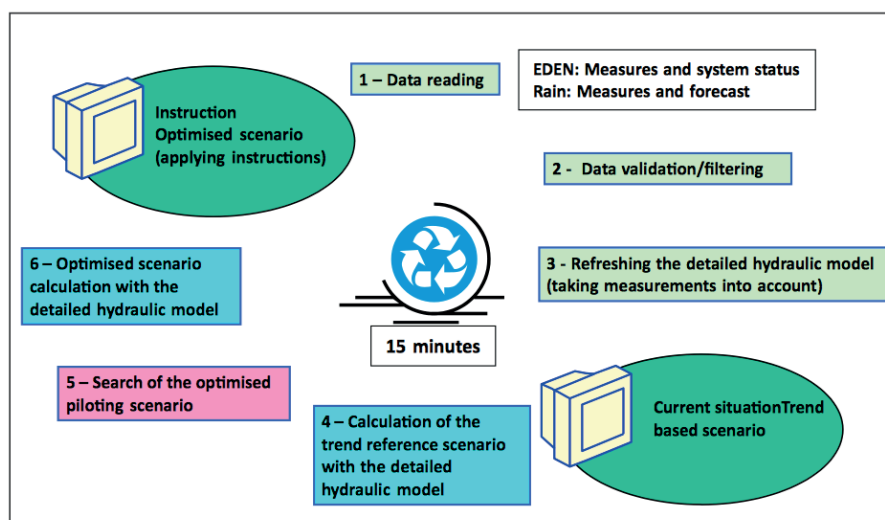 1 – Data reading
EDEN: Measures and system status
Rain: Measures and forecast
Instruction
Optimised scenario
(applying instructions)
2 - Data validation/filtering
6 – Optimised scenario
calculation with the
detailed hydraulic model
3 - Refreshing the detailed hydraulic model
(taking measurements into account)
15 minutes
5 – Search of the optimised
piloting scenario
4 – Calculation of the
trend reference scenario
with the detailed
hydraulic model
Current situationTrend
based scenario